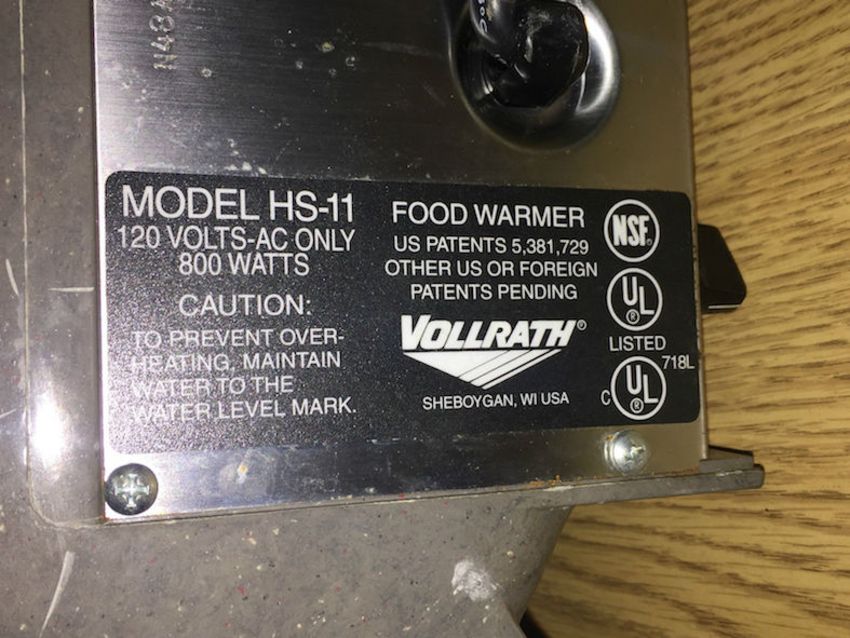 N484
MODEL HS-11
120 VOLTS-AC ONLY
800 WATTS
CAUTION:
TO PREVENT OVER-
HEATING, MAINTAIN
WATER TO THE
WATER LEVEL MARK.
FOOD WARMER
US PATENTS 5,381,729
OTHER US OR FOREIGN
PATENTS PENDING
VOLLRATH®
SHEBOYGAN, WI USA
NSF®
UL®
LISTED
718L
C UL®